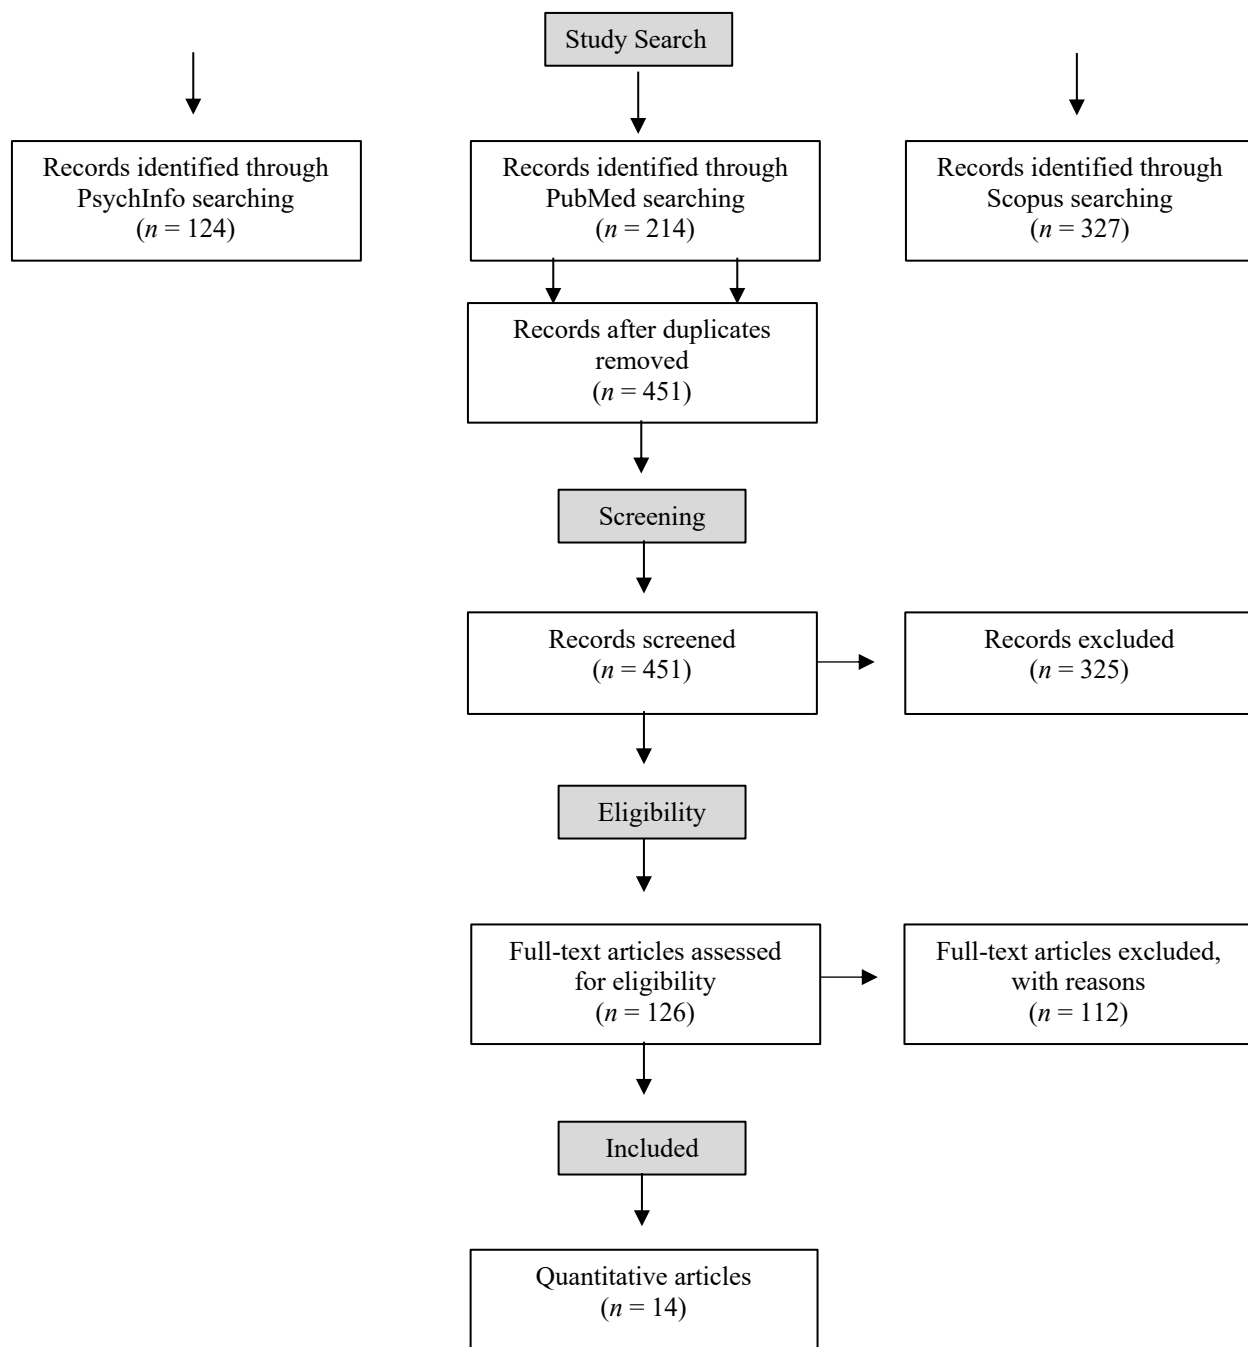 Study Search
Records identified through
PsychInfo searching
(n = 124)
Records identified through
PubMed searching
(n = 214)
Records identified through
Scopus searching
(n = 327)
Records after duplicates
removed
(n = 451)
Screening
Records screened
(n = 451)
Records excluded
(n = 325)
Eligibility
Full-text articles assessed
for eligibility
(n = 126)
Full-text articles excluded,
with reasons
(n = 112)
Included
Quantitative articles
(n = 14)